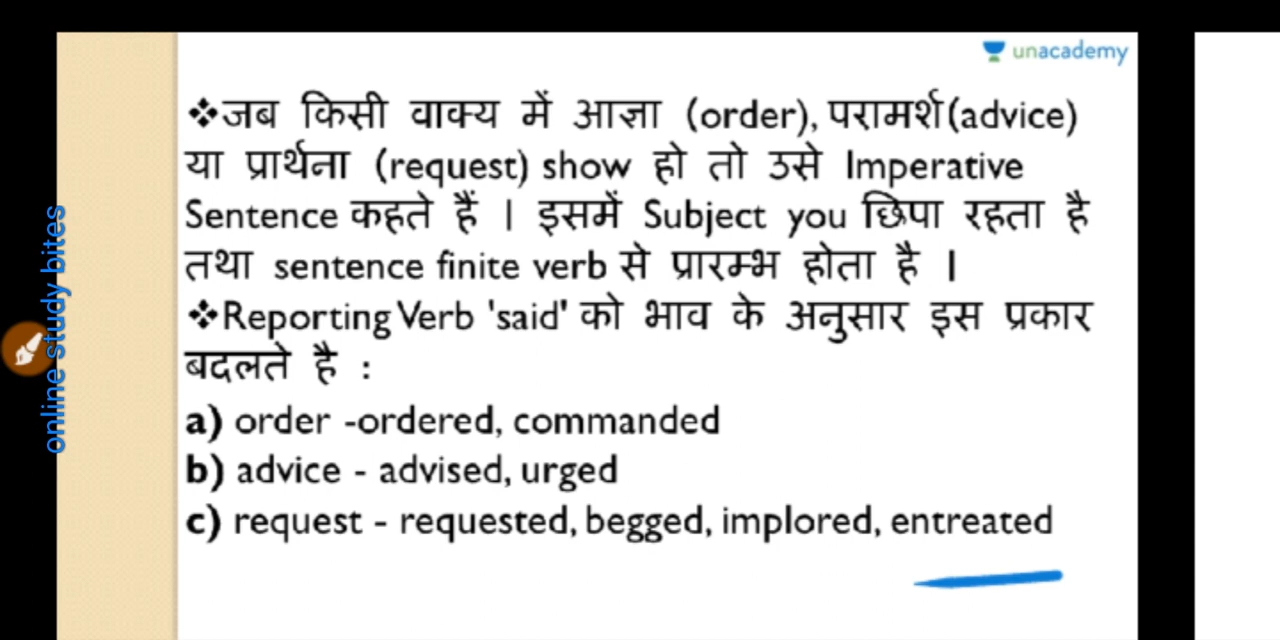 unacademy
❖जब किसी वाक्य में आज्ञा (order), परामर्श(advice)
या प्रार्थना (request) show हो तो उसे Imperative
Sentence कहते हैं | इसमें Subject you छिपा रहता है
तथा sentence finite verb से प्रारम्भ होता है |
❖Reporting Verb 'said' को भाव के अनुसार इस प्रकार
बदलते है :
a) order -ordered, commanded
b) advice - advised, urged
c) request - requested, begged, implored, entreated
online study bites